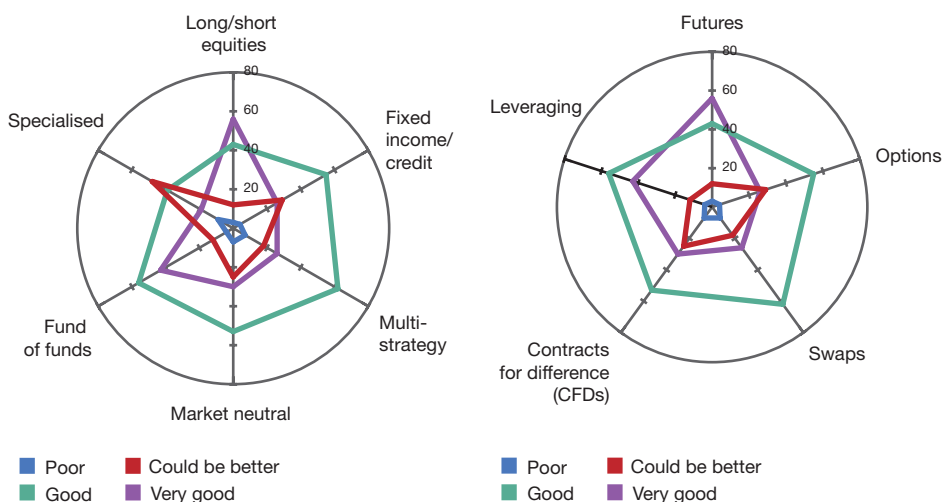 Long/short
equities
80
60
40
20
Fixed
income/
credit
Multi-
strategy
Market neutral
Fund
of funds
Specialised
Poor
Could be better
Good
Very good
Futures
80
60
40
20
Options
Swaps
Contracts
for difference
(CFDs)
Leveraging
Poor
Could be better
Good
Very good